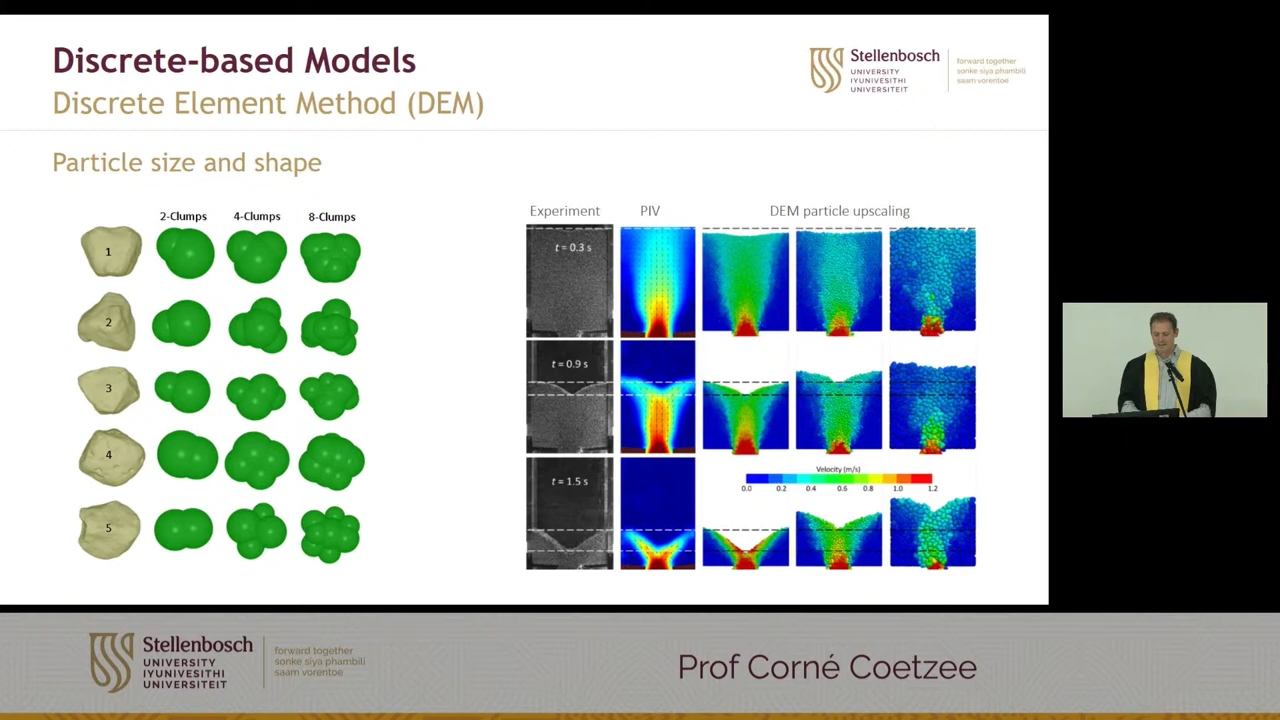 Discrete-based Models
Discrete Element Method (DEM)
Stellenbosch
UNIVERSITY
IYUNIVESITHI
UNIVERSITEIT
forward together
sonke siya phambili
saam vorentoe
Particle size and shape
2-Clumps
4-Clumps
8-Clumps
1
2
3
4
5
Experiment
PIV
DEM particle upscaling
t = 0.3 s
t = 0.9 s
t = 1.5 s
Velocity (m/s)
0.0 0.2 0.4 0.6 0.8 1.0 1.2
Stellenbosch
UNIVERSITY
IYUNIVESITHI
UNIVERSITEIT
forward together
sonke siya phambili
saam vorentoe
Prof Corné Coetzee